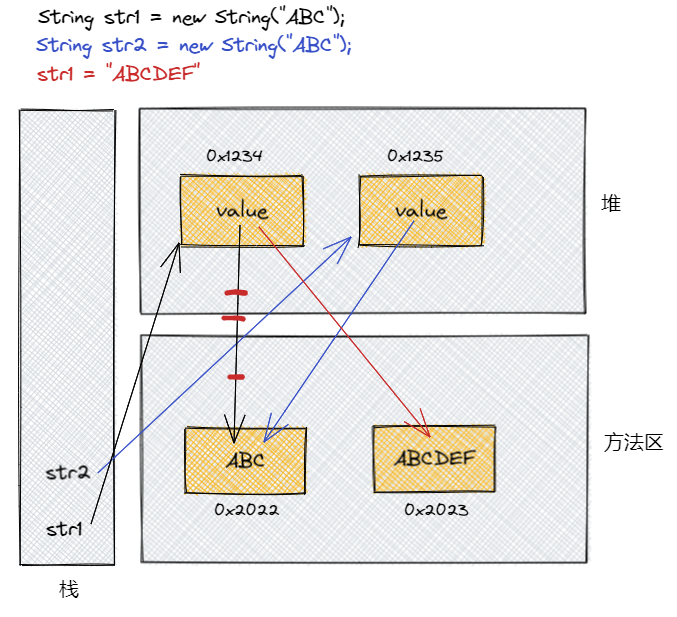 String str1 = new String("ABC");
String str2 = new String("ABC");
str1 = "ABCDEF"
0x1234
0x1235
value
value
堆
ABC
ABCDEF
方法区
str2
0x2022
0x2023
str1
栈